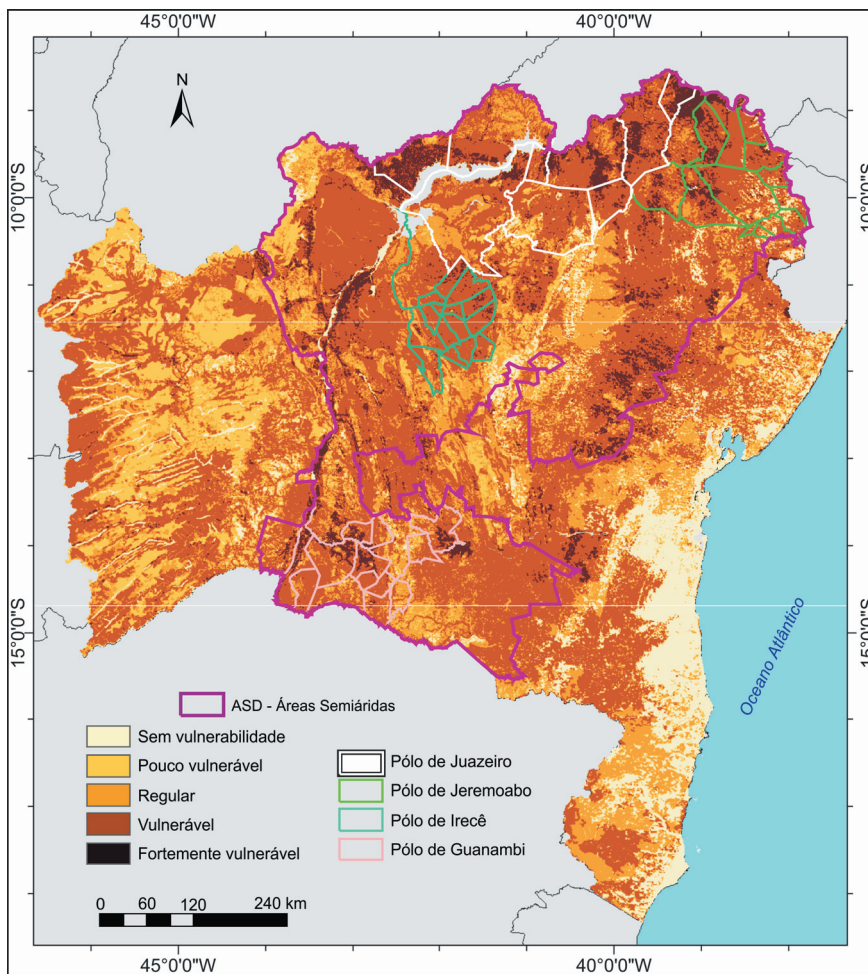 45°0'0"W 40°0'0"W
N
10°0'0"S 10°0'0"S
15°0'0"S 15°0'0"S
Oceano Atlântico
ASD - Áreas Semiáridas
Sem vulnerabilidade
Pouco vulnerável
Regular
Vulnerável
Fortemente vulnerável
Pólo de Juazeiro
Pólo de Jeremoabo
Pólo de Irecê
Pólo de Guanambi
0 60 120 240 km
45°0'0"W 40°0'0"W